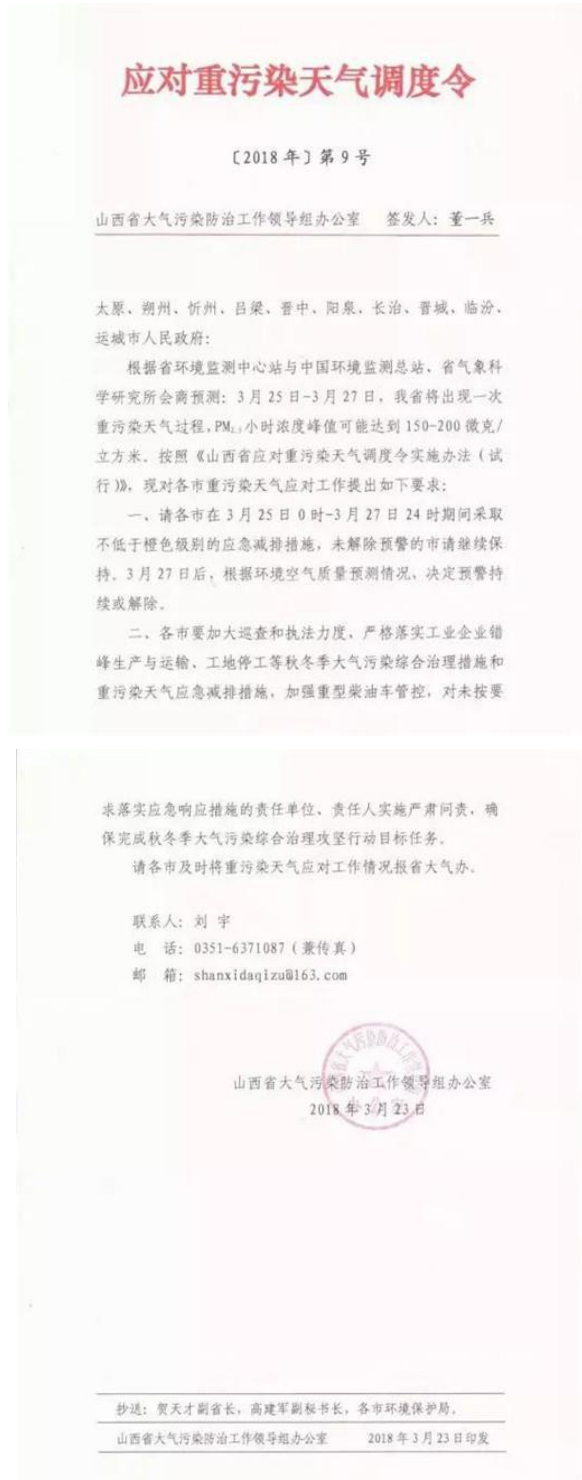 应对重污染天气调度令
〔2018年〕第9号
山西省大气污染防治工作领导组办公室 签发人：董一兵
太原、朔州、忻州、吕梁、晋中、阳泉、长治、晋城、临汾、
运城市人民政府：
根据省环境监测中心站与中国环境监测总站、省气象科
学研究所会商预测：3月25日-3月27日，我省将出现一次
重污染天气过程，PM2.5小时浓度峰值可能达到150-200微克/
立方米。按照《山西省应对重污染天气调度令实施办法（试
行）》，现对各市重污染天气应对工作提出如下要求：
一、请各市在3月25日0时-3月27日24时期间采取
不低于橙色级别的应急减排措施，未解除预警的市请继续保
持。3月27日后，根据环境空气质量预测情况，决定预警持
续或解除。
二、各市要加大巡查和执法力度，严格落实工业企业错
峰生产与运输、工地停工等秋冬季大气污染综合治理措施和
重污染天气应急减排措施，加强重型柴油车管控，对未按要
求落实应急响应措施的责任单位、责任人实施严肃问责，确
保完成秋冬季大气污染综合治理攻坚行动目标任务。
请各市及时将重污染天气应对工作情况报省大气办。
联系人：刘宇
电 话：0351-6371087（兼传真）
邮 箱：shanxidaqizu@163.com
山西省大气污染防治工作领导组办公室
2018年3月23日
抄送：贺天才副省长，高建军副秘书长，各市环境保护局。
山西省大气污染防治工作领导组办公室 2018年3月23日印发